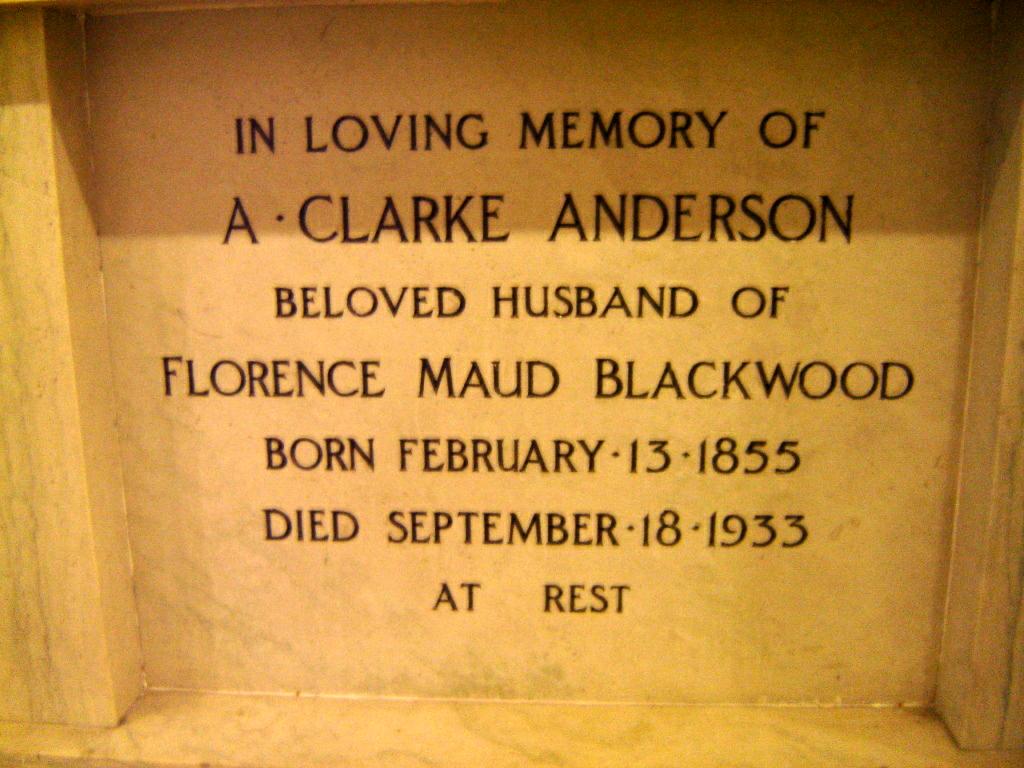 IN LOVING MEMORY OF
A · CLARKE ANDERSON
BELOVED HUSBAND OF
FLORENCE MAUD BLACKWOOD
BORN FEBRUARY · 13 · 1855
DIED SEPTEMBER · 18 · 1933
AT REST